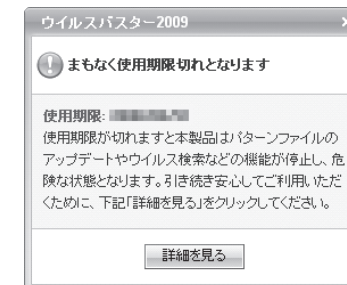 ウイルスバスター2009
まもなく使用期限切れとなります
使用期限:
使用期限が切れますと本製品はパターンファイルの
アップデートやウイルス検索などの機能が停止し、危
険な状態となります。引き続き安心してご利用いただ
くために、下記「詳細を見る」をクリックしてください。
詳細を見る